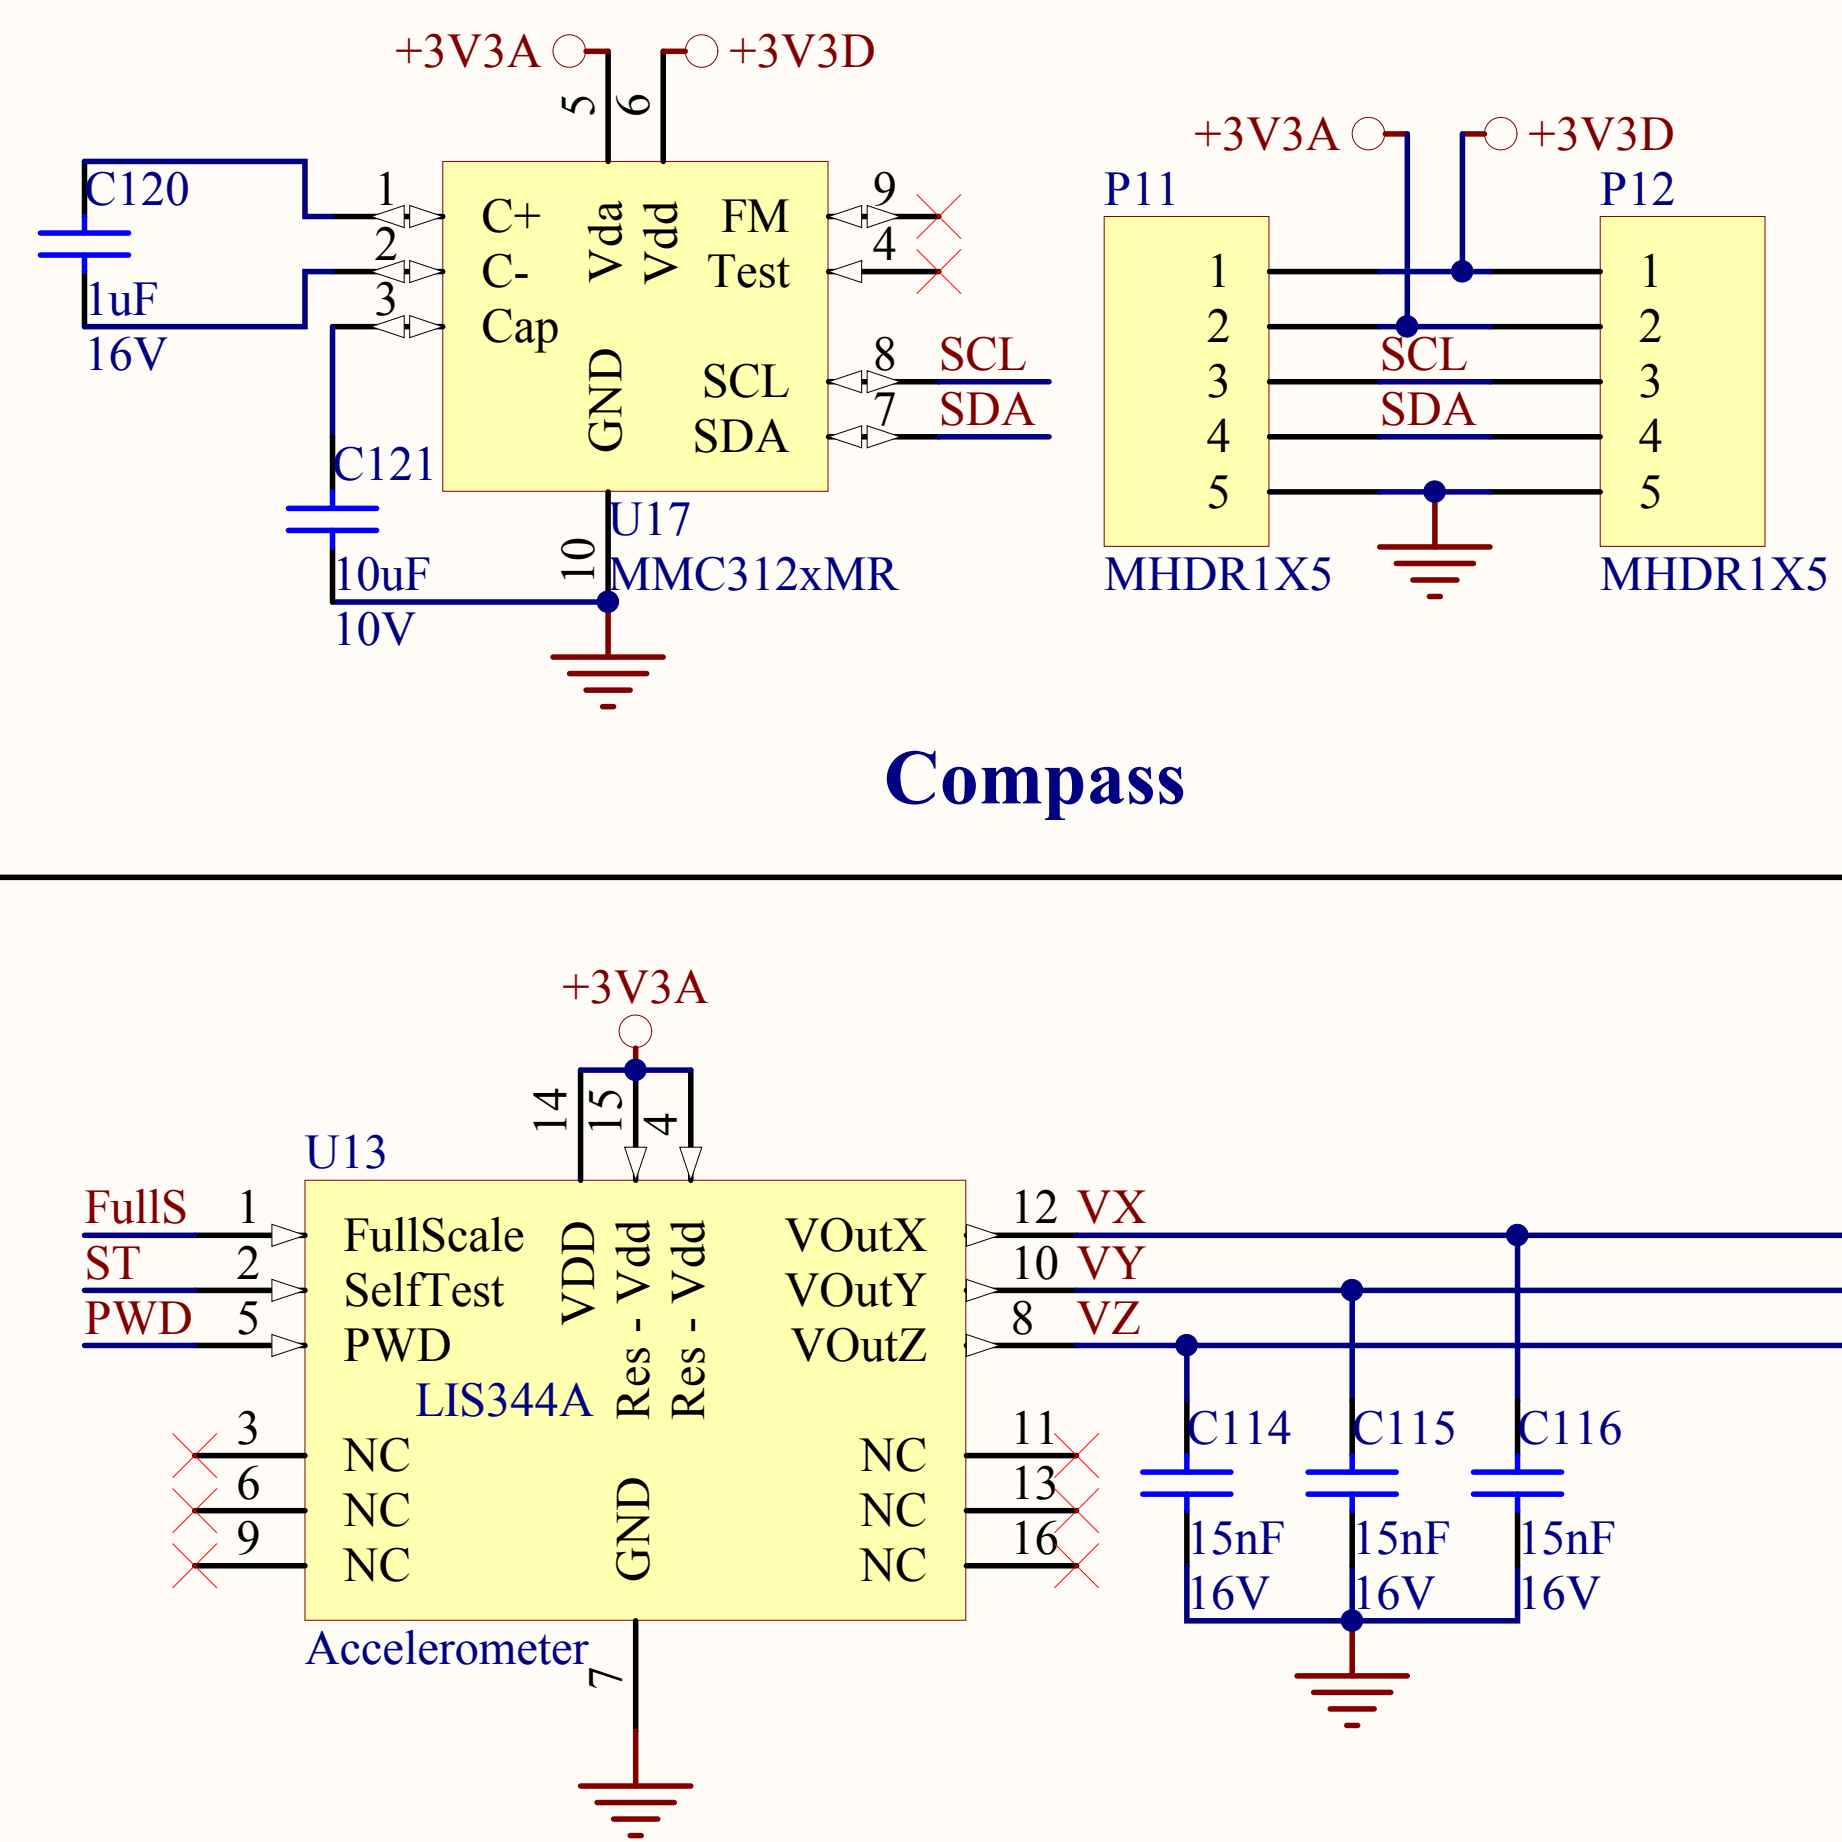 +3V3A
+3V3D
5
6
C120
1uF
16V
1
2
3
C+
C-
Cap
Vda
Vdd
GND
FM
Test
SCL
SDA
9
4
8
7
SCL
SDA
C121
10uF
10V
10
U17
MMC312xMR
+3V3A
+3V3D
P11
P12
1
2
3
4
5
SCL
SDA
1
2
3
4
5
MHDR1X5
MHDR1X5
Compass
+3V3A
14
15
4
U13
FullS
ST
PWD
1
2
5
FullScale
SelfTest
PWD
LIS344A
VDD
Res - Vdd
Res - Vdd
VOutX
VOutY
VOutZ
12
10
8
VX
VY
VZ
3
6
9
NC
NC
NC
GND
NC
NC
NC
11
13
16
C114
15nF
16V
C115
15nF
16V
C116
15nF
16V
Accelerometer
7